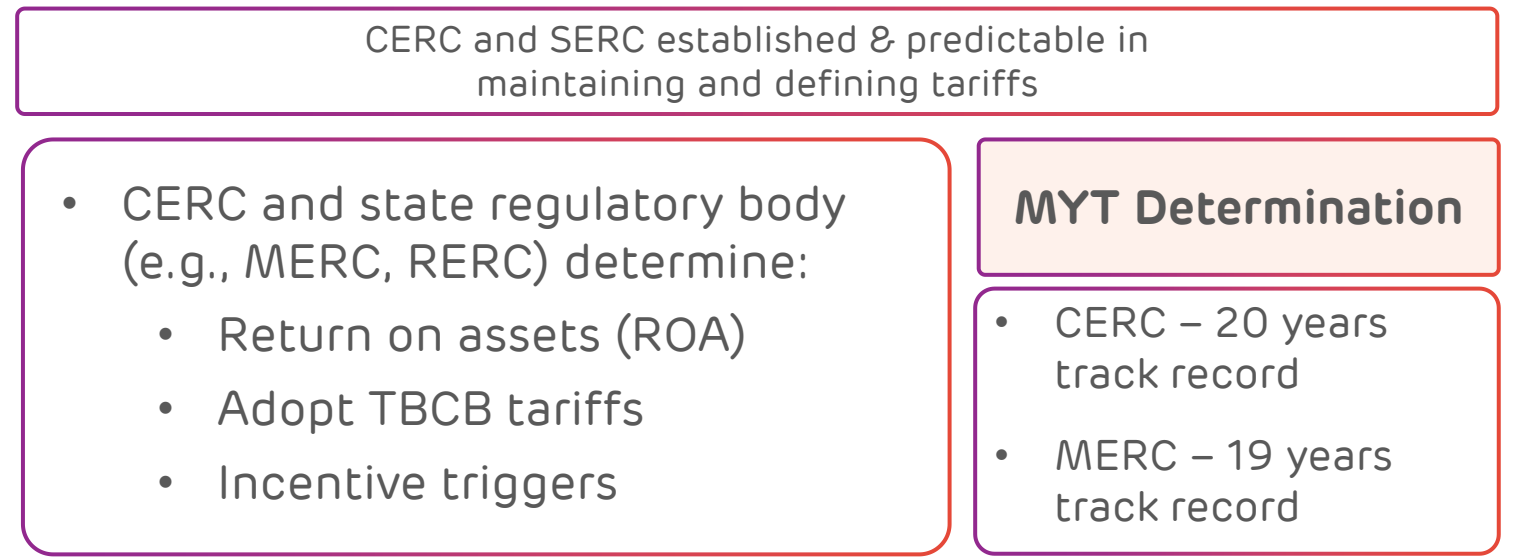 CERC and SERC established & predictable in
maintaining and defining tariffs
• CERC and state regulatory body
(e.g., MERC, RERC) determine:
• Return on assets (ROA)
• Adopt TBCB tariffs
• Incentive triggers
MYT Determination
• CERC – 20 years
track record
• MERC – 19 years
track record